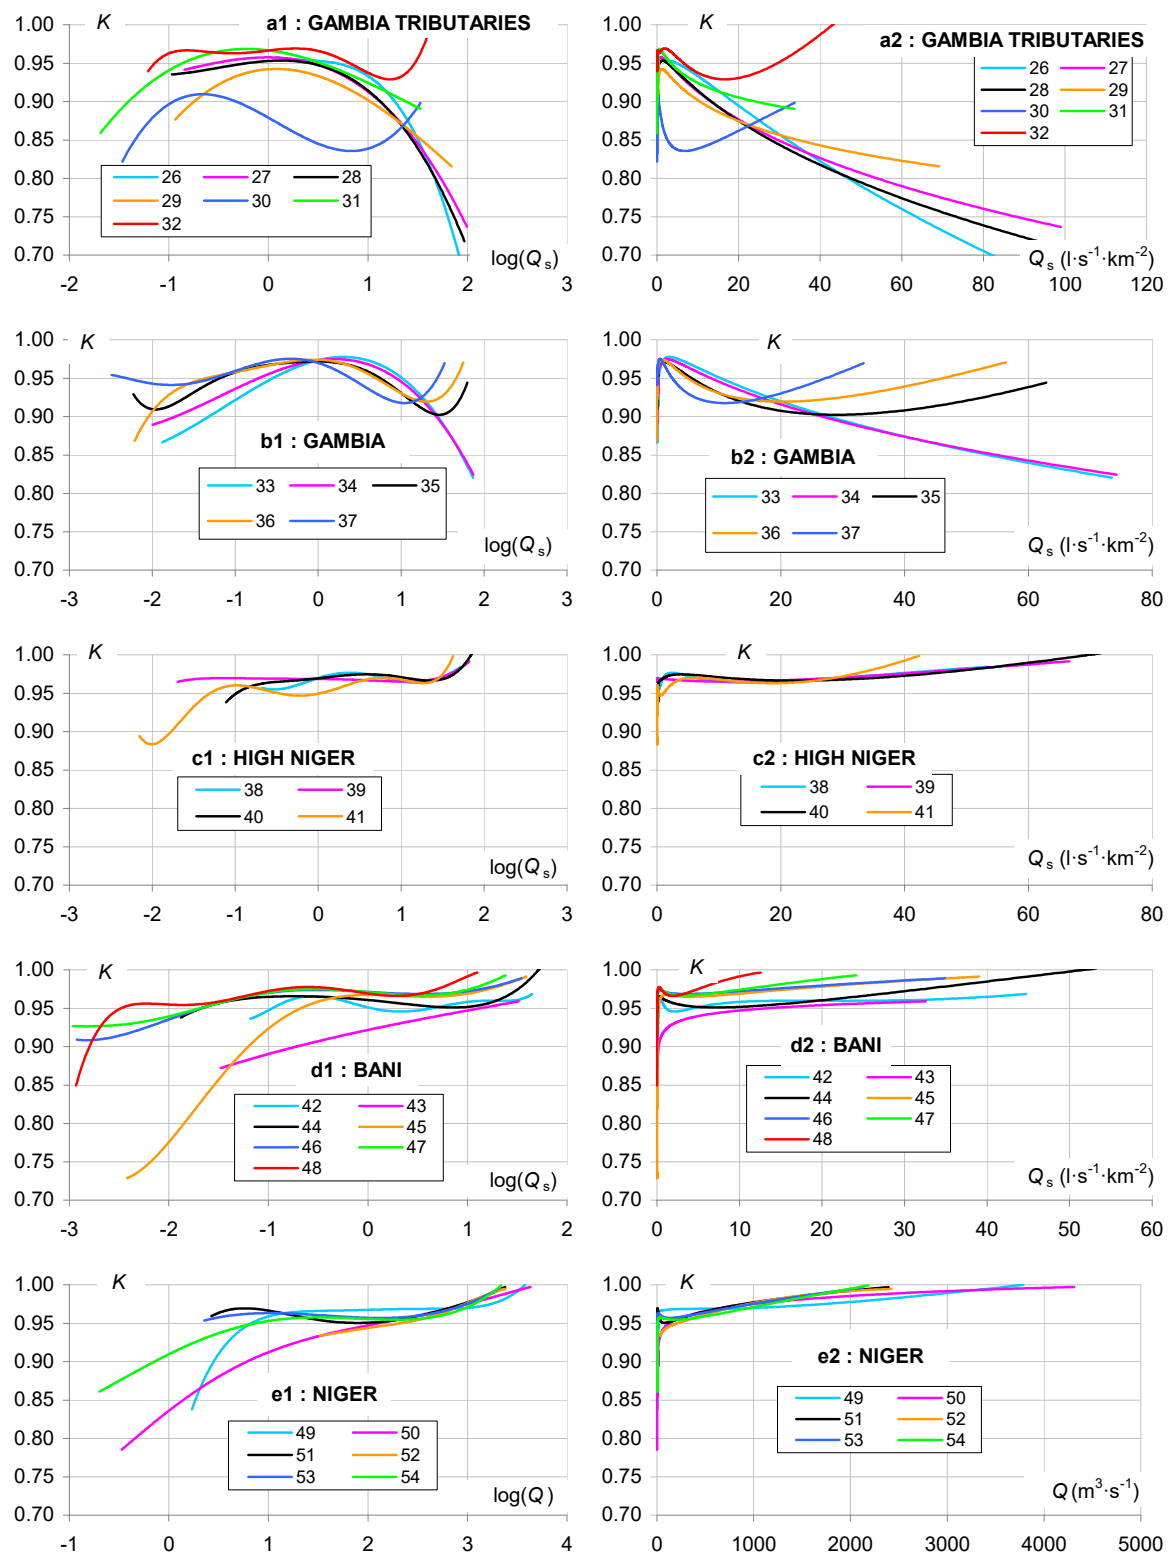 K
a1 : GAMBIA TRIBUTARIES
1.00
0.95
0.90
0.85
0.80
0.75
0.70
26 27 28
29 30 31
32
log(Qs)
-2 -1 0 1 2 3
K
a2 : GAMBIA TRIBUTARIES
1.00
0.95
0.90
0.85
0.80
0.75
0.70
26 27
28 29
30 31
32
Qs (l·s-1·km-2)
0 20 40 60 80 100 120
K
1.00
0.95
0.90
0.85
0.80
0.75
0.70
b1 : GAMBIA
33 34 35
36 37
log(Qs)
-3 -2 -1 0 1 2 3
K
1.00
0.95
0.90
0.85
0.80
0.75
0.70
b2 : GAMBIA
33 34 35
36 37
Qs (l·s-1·km-2)
0 20 40 60 80
K
1.00
0.95
0.90
0.85
0.80
0.75
0.70
c1 : HIGH NIGER
38 39
40 41
log(Qs)
-3 -2 -1 0 1 2 3
K
1.00
0.95
0.90
0.85
0.80
0.75
0.70
c2 : HIGH NIGER
38 39
40 41
Qs (l·s-1·km-2)
0 20 40 60 80
K
1.00
0.95
0.90
0.85
0.80
0.75
0.70
d1 : BANI
42 43
44 45
46 47
48
log(Qs)
-3 -2 -1 0 1 2
K
1.00
0.95
0.90
0.85
0.80
0.75
0.70
d2 : BANI
42 43
44 45
46 47
48
Qs (l·s-1·km-2)
0 10 20 30 40 50 60
K
1.00
0.95
0.90
0.85
0.80
0.75
0.70
e1 : NIGER
49 50
51 52
53 54
log(Q)
-1 0 1 2 3 4
K
1.00
0.95
0.90
0.85
0.80
0.75
0.70
e2 : NIGER
49 50
51 52
53 54
Q (m3·s-1)
0 1000 2000 3000 4000 5000